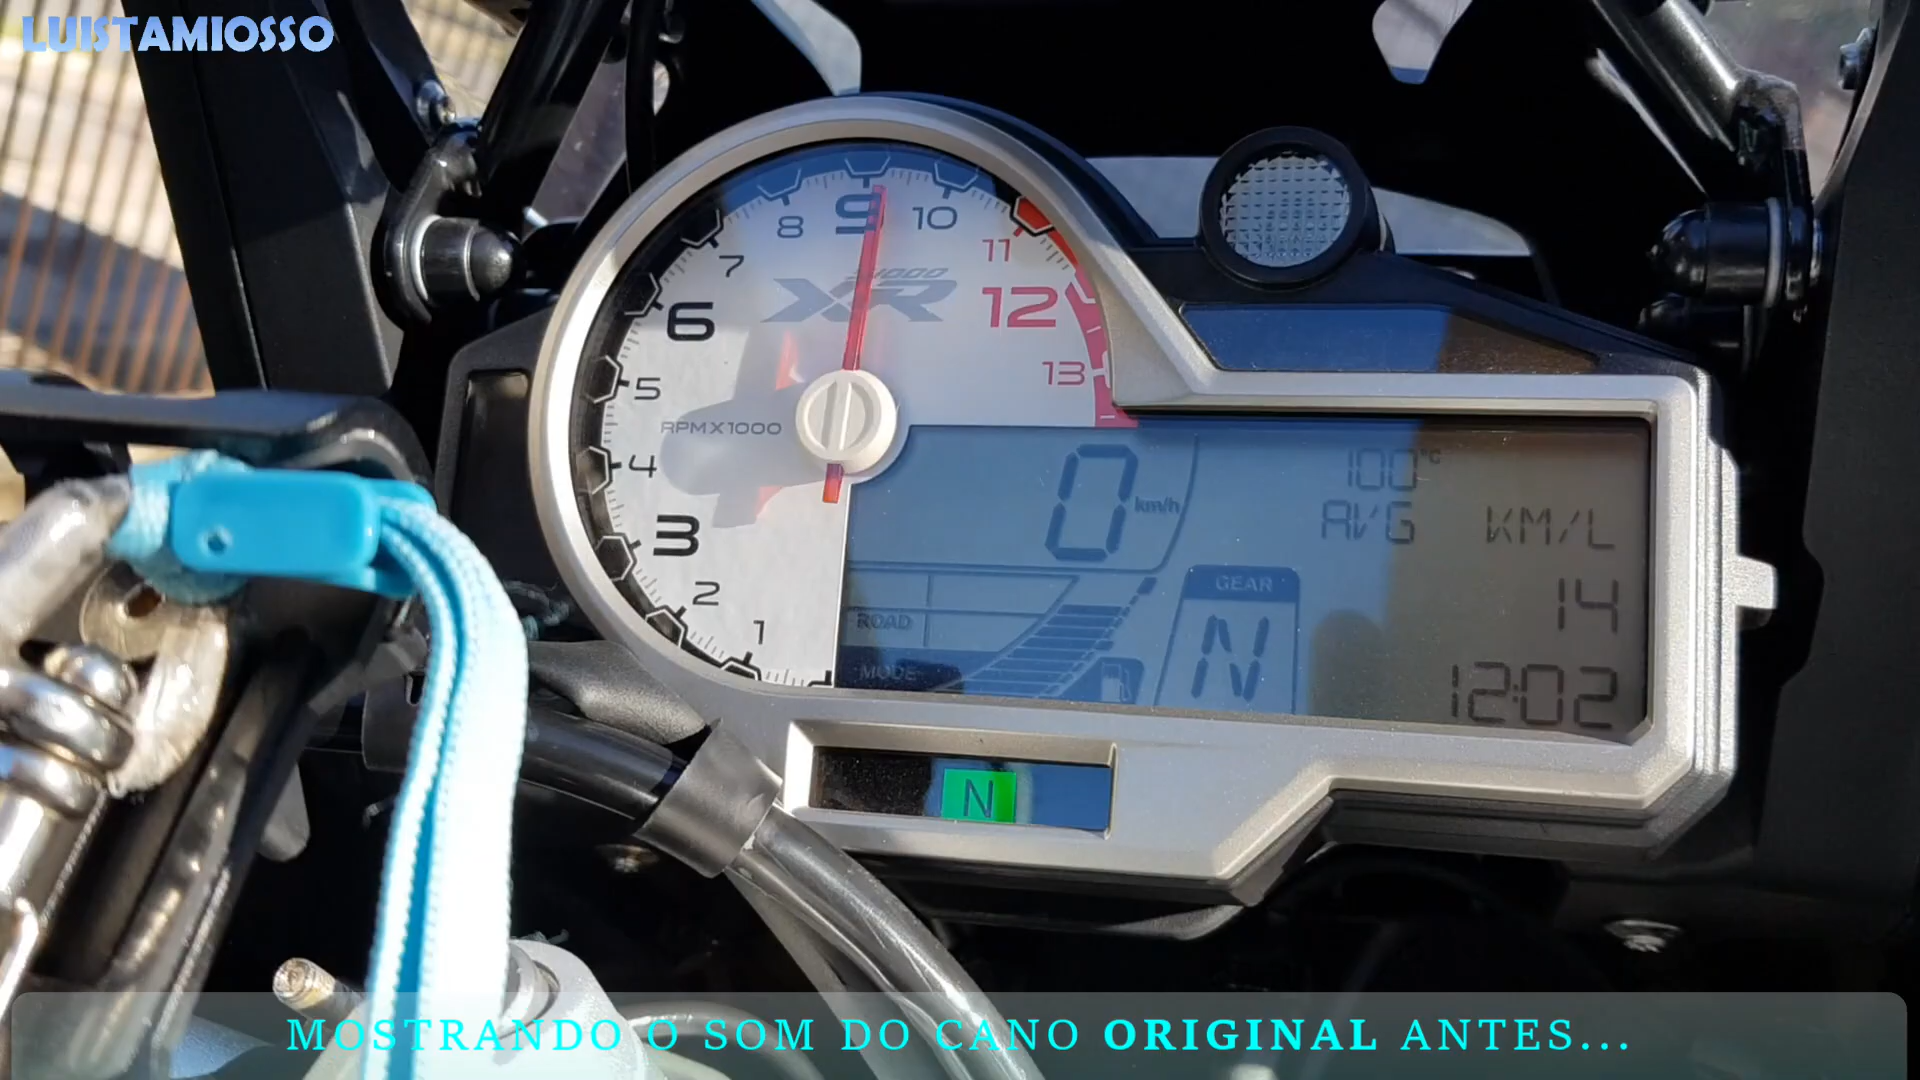 LUISTAMIOSSO
8
9
10
7
11
6
S1000
XR
12
5
13
RPM X 1000
4
0 km/h
100°C
AVG KM/L
3
2
1
ROAD
GEAR
14
MODE
N
12:02
N
MOSTRANDO O SOM DO CANO ORIGINAL ANTES...